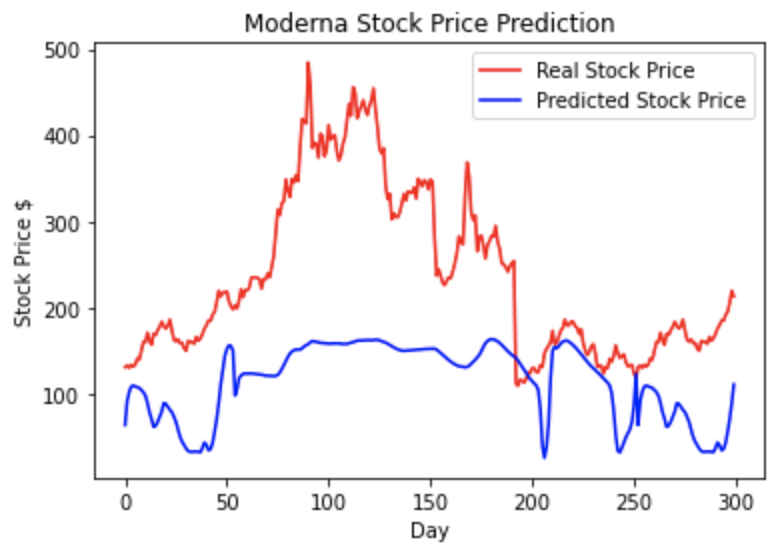 Moderna Stock Price Prediction
500
400
300
200
100
Stock Price $
Real Stock Price
Predicted Stock Price
0 50 100 150 200 250 300
Day